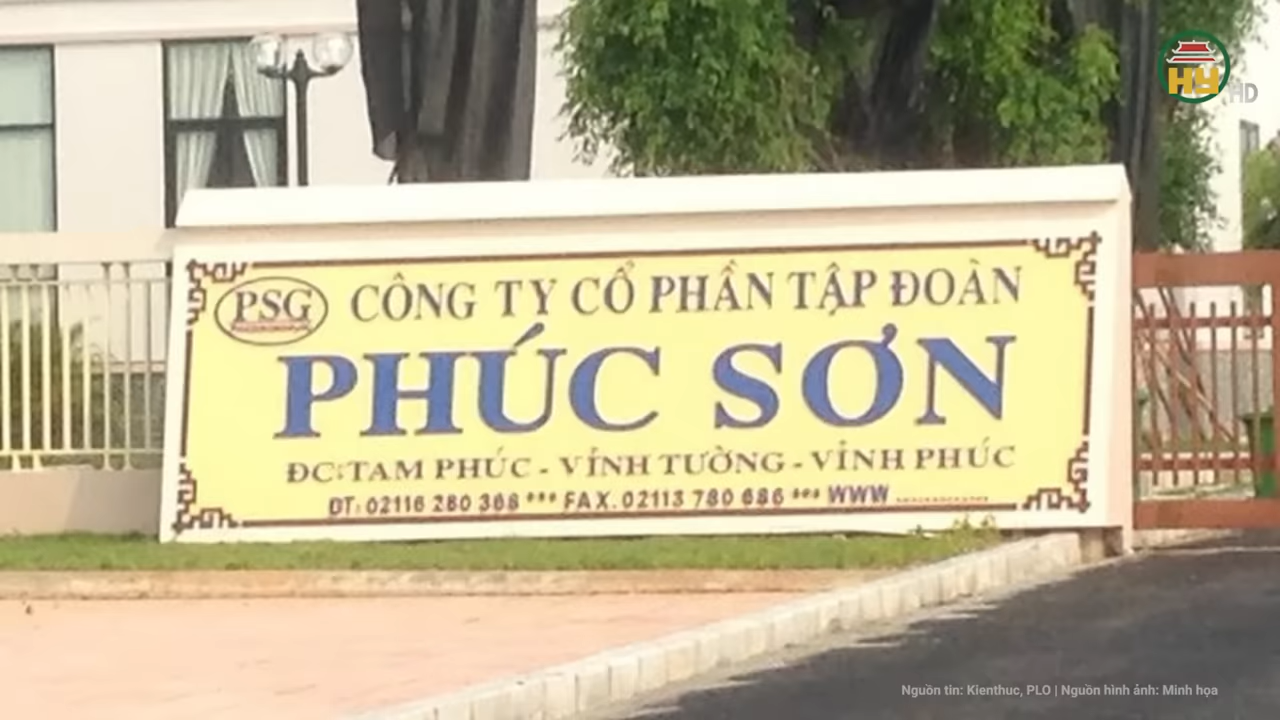 HY HD
PSG
CÔNG TY CỔ PHẦN TẬP ĐOÀN
PHÚC SƠN
ĐC:TAM PHÚC - VĨNH TƯỜNG - VĨNH PHÚC
ĐT: 02116 280 368 *** FAX. 02113 780 686 *** WWW
Nguồn tin: Kienthuc, PLO | Nguồn hình ảnh: Minh họa